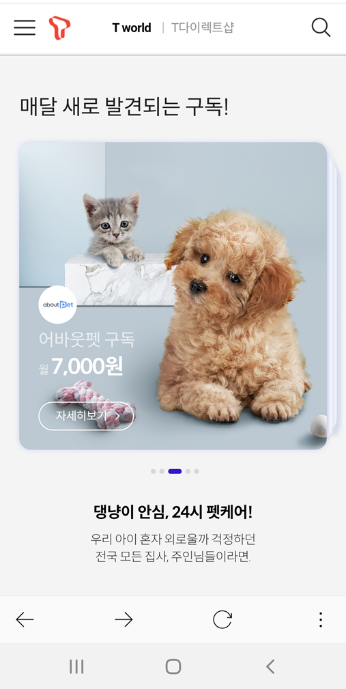 T world | T다이렉트샵
매달 새로 발견되는 구독!
aboutPet
어바웃펫 구독
월 7,000원
자세히보기 >
댕냥이 안심, 24시 펫케어!
우리 아이 혼자 외로울까 걱정하던
전국 모든 집사, 주인님들이라면.